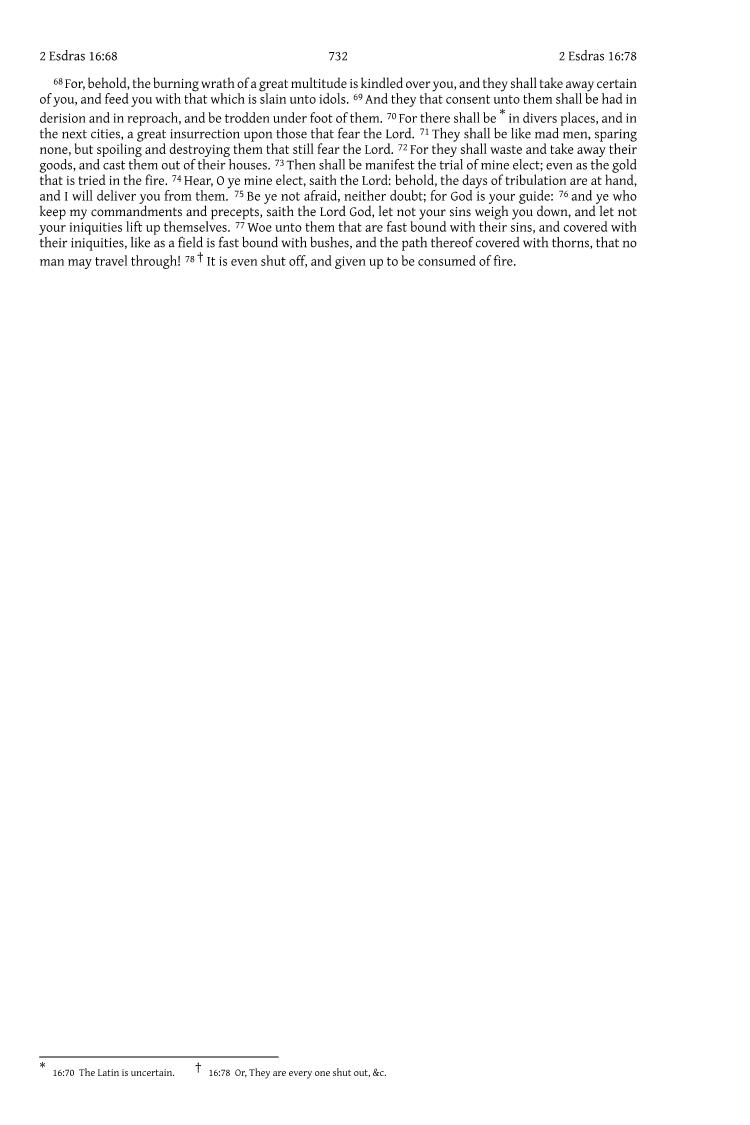 2 Esdras 16:68 732 2 Esdras 16:78
68 For, behold, the burning wrath of a great multitude is kindled over you, and they shall take away certain
of you, and feed you with that which is slain unto idols. 69 And they that consent unto them shall be had in
derision and in reproach, and be trodden under foot of them. 70 For there shall be * in divers places, and in
the next cities, a great insurrection upon those that fear the Lord. 71 They shall be like mad men, sparing
none, but spoiling and destroying them that still fear the Lord. 72 For they shall waste and take away their
goods, and cast them out of their houses. 73 Then shall be manifest the trial of mine elect; even as the gold
that is tried in the fire. 74 Hear, O ye mine elect, saith the Lord: behold, the days of tribulation are at hand,
and I will deliver you from them. 75 Be ye not afraid, neither doubt; for God is your guide: 76 and ye who
keep my commandments and precepts, saith the Lord God, let not your sins weigh you down, and let not
your iniquities lift up themselves. 77 Woe unto them that are fast bound with their sins, and covered with
their iniquities, like as a field is fast bound with bushes, and the path thereof covered with thorns, that no
man may travel through! 78 † It is even shut off, and given up to be consumed of fire.
* 16:70 The Latin is uncertain. † 16:78 Or, They are every one shut out, &c.